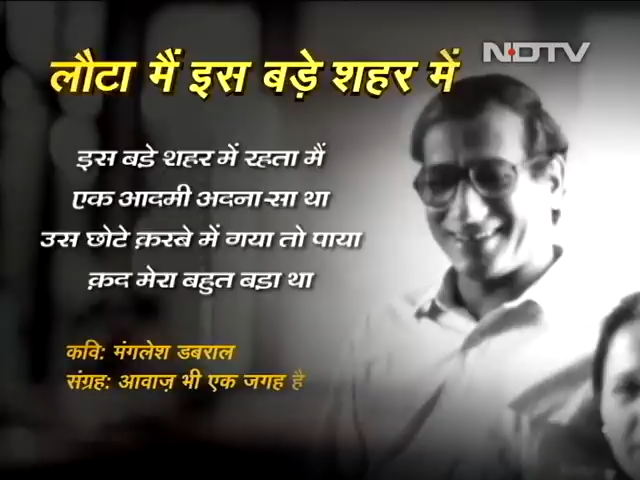 NDTV
लौटा मैं इस बड़े शहर में
इस बड़े शहर में रहता मैं
एक आदमी अदना-सा था
उस छोटे क़स्बे में गया तो पाया
क़द मेरा बहुत बड़ा था
कवि: मंगलेश डबराल
संग्रह: आवाज़ भी एक जगह है